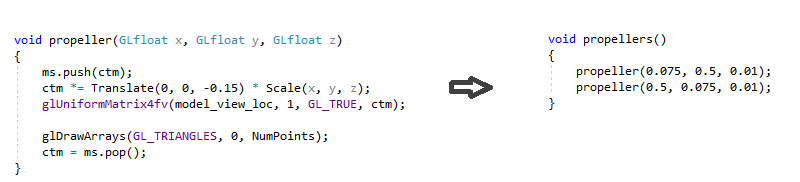 void propeller(GLfloat x, GLfloat y, GLfloat z)
{
    ms.push(ctm);
    ctm *= Translate(0, 0, -0.15) * Scale(x, y, z);
    glUniformMatrix4fv(model_view_loc, 1, GL_TRUE, ctm);

    glDrawArrays(GL_TRIANGLES, 0, NumPoints);
    ctm = ms.pop();
}
void propellers()
{
    propeller(0.075, 0.5, 0.01);
    propeller(0.5, 0.075, 0.01);
}